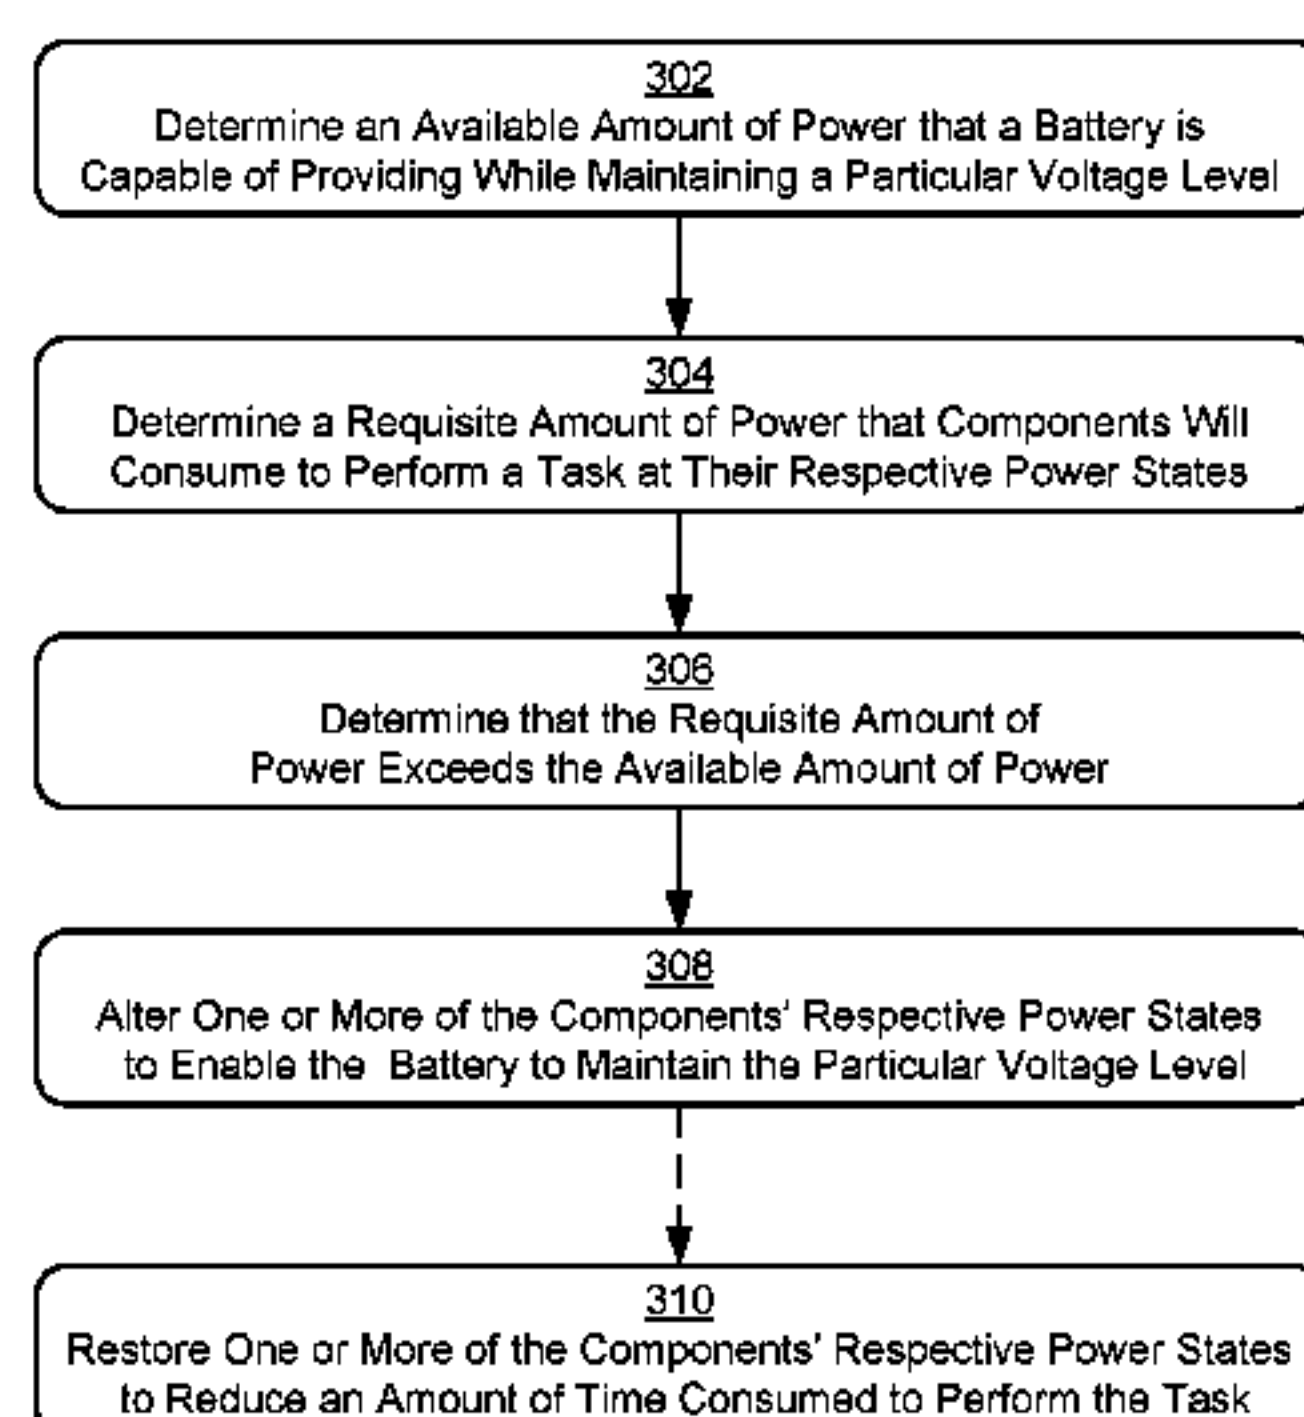 302
Determine an Available Amount of Power that a Battery is
Capable of Providing While Maintaining a Particular Voltage Level
304
Determine a Requisite Amount of Power that Components Will
Consume to Perform a Task at Their Respective Power States
306
Determine that the Requisite Amount of
Power Exceeds the Available Amount of Power
308
Alter One or More of the Components' Respective Power States
to Enable the Battery to Maintain the Particular Voltage Level
310
Restore One or More of the Components' Respective Power States
to Reduce an Amount of Time Consumed to Perform the Task